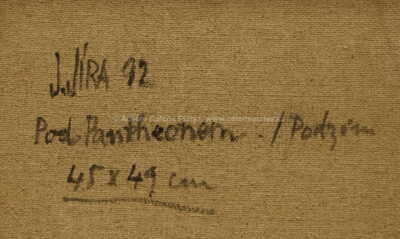 J. JÍRA 92
Pod Pantheonem. / Podzim
45 x 49 cm